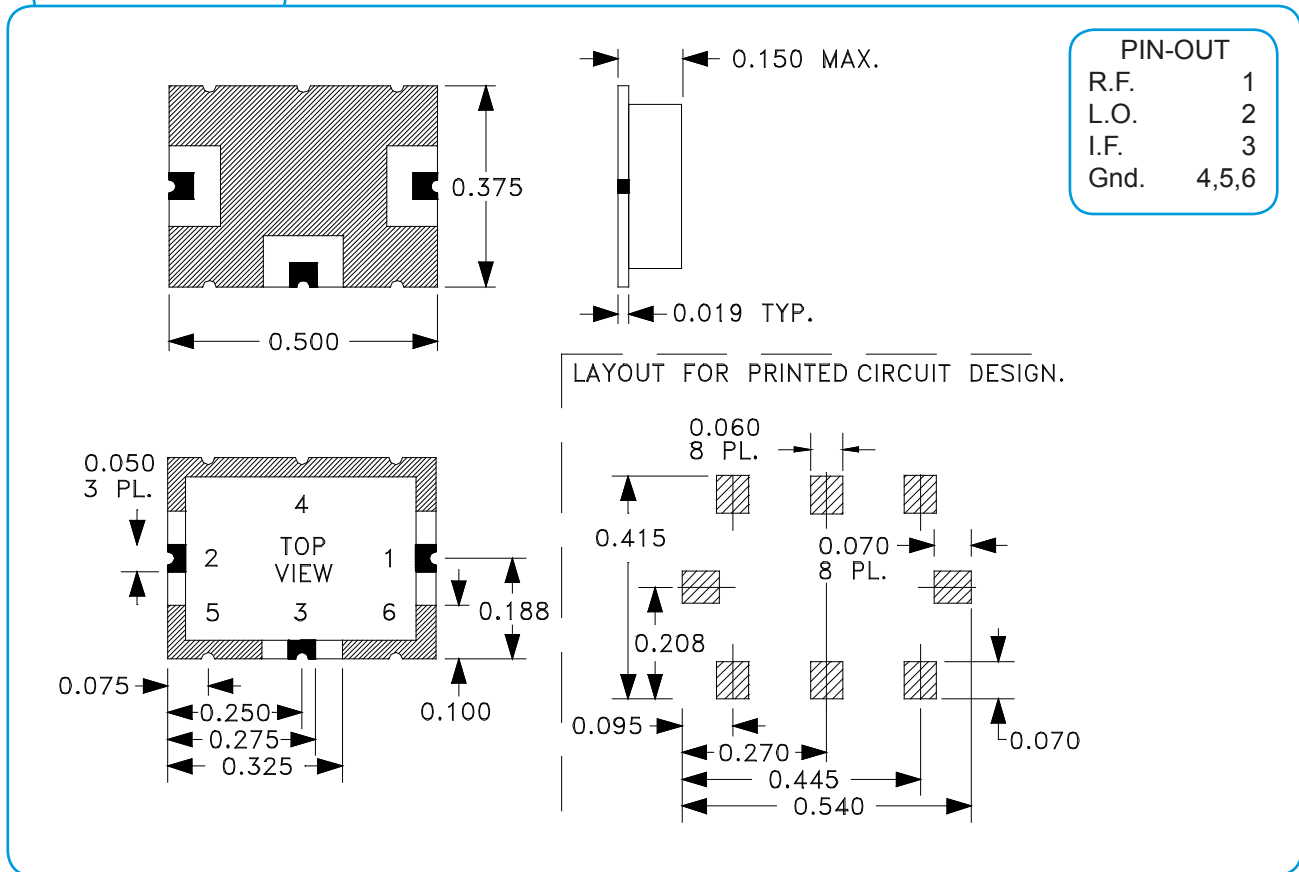 PIN-OUT
R.F. 1
L.O. 2
I.F. 3
Gnd. 4,5,6
0.150 MAX.
0.375
0.019 TYP.
0.500
LAYOUT FOR PRINTED CIRCUIT DESIGN.
0.050
3 PL.
4
TOP
VIEW
2
1
5
3
6
0.188
0.100
0.075
0.250
0.275
0.325
0.060
8 PL.
0.415
0.070
8 PL.
0.208
0.095
0.270
0.445
0.540
0.070